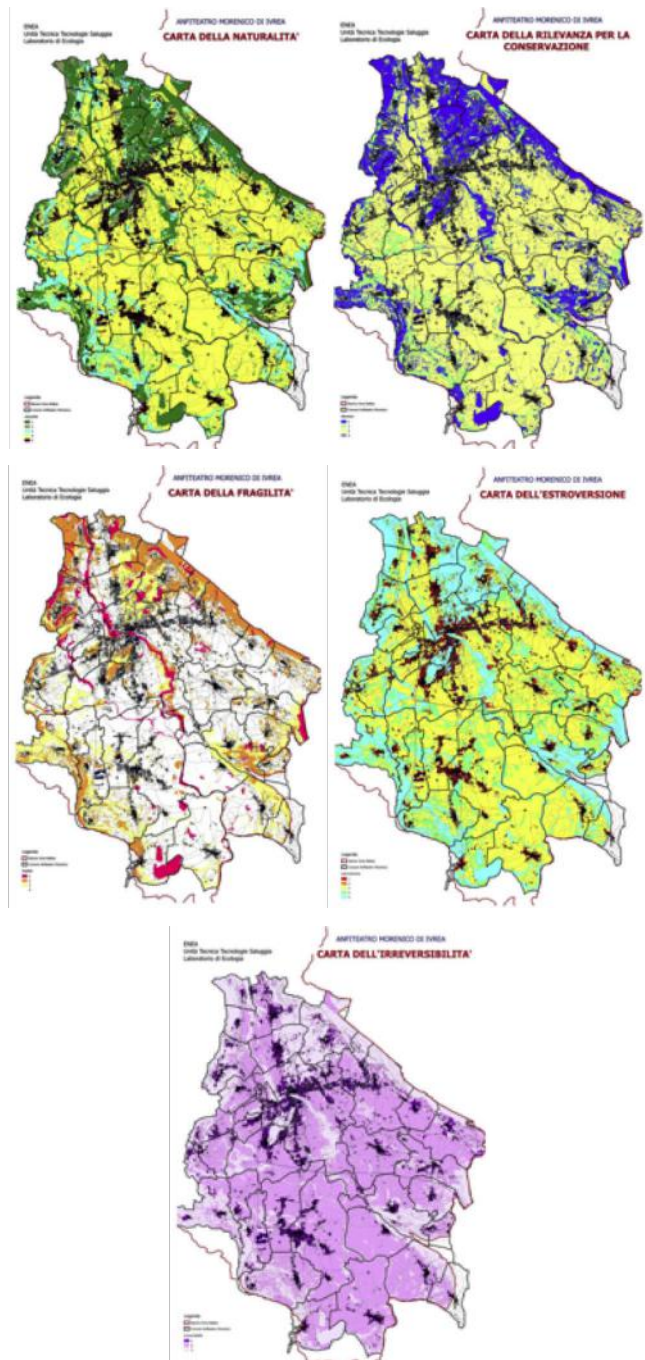 ENEA
Unità Tecnica Tecnologie Saluggia
Laboratorio di Ecologia
ANFITEATRO MORENICO DI IVREA
CARTA DELLA NATURALITA'
ENEA
Unità Tecnica Tecnologie Saluggia
Laboratorio di Ecologia
ANFITEATRO MORENICO DI IVREA
CARTA DELLA RILEVANZA PER LA
CONSERVAZIONE
Legenda
Legenda
ENEA
Unità Tecnica Tecnologie Saluggia
Laboratorio di Ecologia
ANFITEATRO MORENICO DI IVREA
CARTA DELLA FRAGILITA'
ENEA
Unità Tecnica Tecnologie Saluggia
Laboratorio di Ecologia
ANFITEATRO MORENICO DI IVREA
CARTA DELL'ESTROVERSIONE
Legenda
Legenda
ENEA
Unità Tecnica Tecnologie Saluggia
Laboratorio di Ecologia
ANFITEATRO MORENICO DI IVREA
CARTA DELL'IRREVERSIBILITA'
Legenda